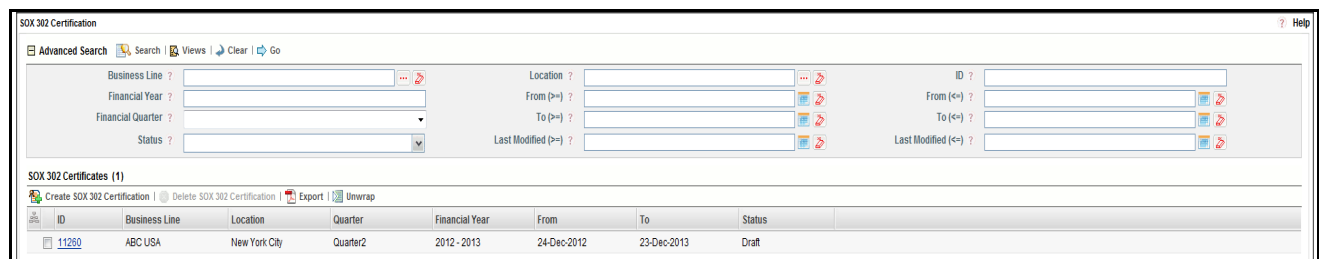 SOX 302 Certification ? Help
Advanced Search Search | Views | Clear | Go
Business Line ? ... Location ? ... ID ?
Financial Year ? From (>=) ? From (<=) ?
Financial Quarter ? To (>=) ? To (<=) ?
Status ? Last Modified (>=) ? Last Modified (<=) ?
SOX 302 Certificates (1)
Create SOX 302 Certification | Delete SOX 302 Certification | Export | Unwrap
ID Business Line Location Quarter Financial Year From To Status
11260 ABC USA New York City Quarter2 2012 - 2013 24-Dec-2012 23-Dec-2013 Draft